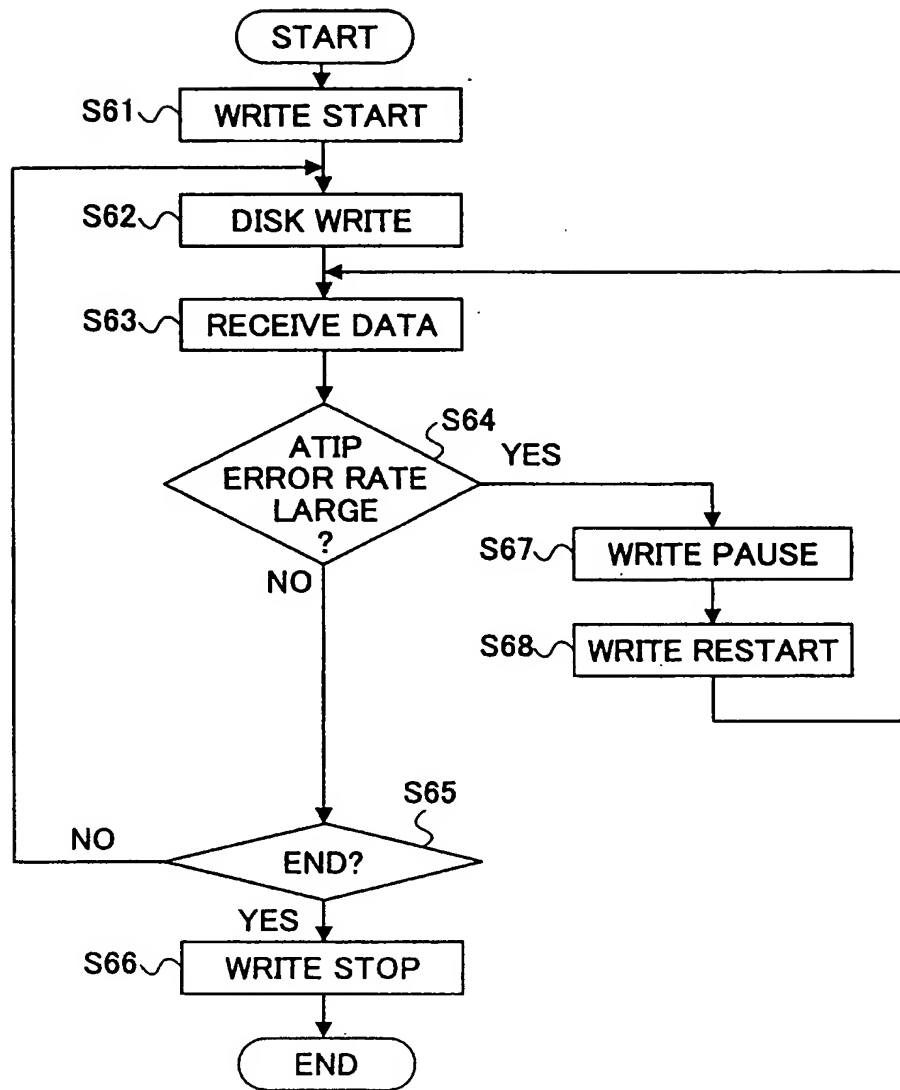 START
S61
WRITE START
S62
DISK WRITE
S63
RECEIVE DATA
S64
ATIP
ERROR RATE
LARGE
?
YES
NO
S67
WRITE PAUSE
S68
WRITE RESTART
S65
NO
END?
YES
S66
WRITE STOP
END